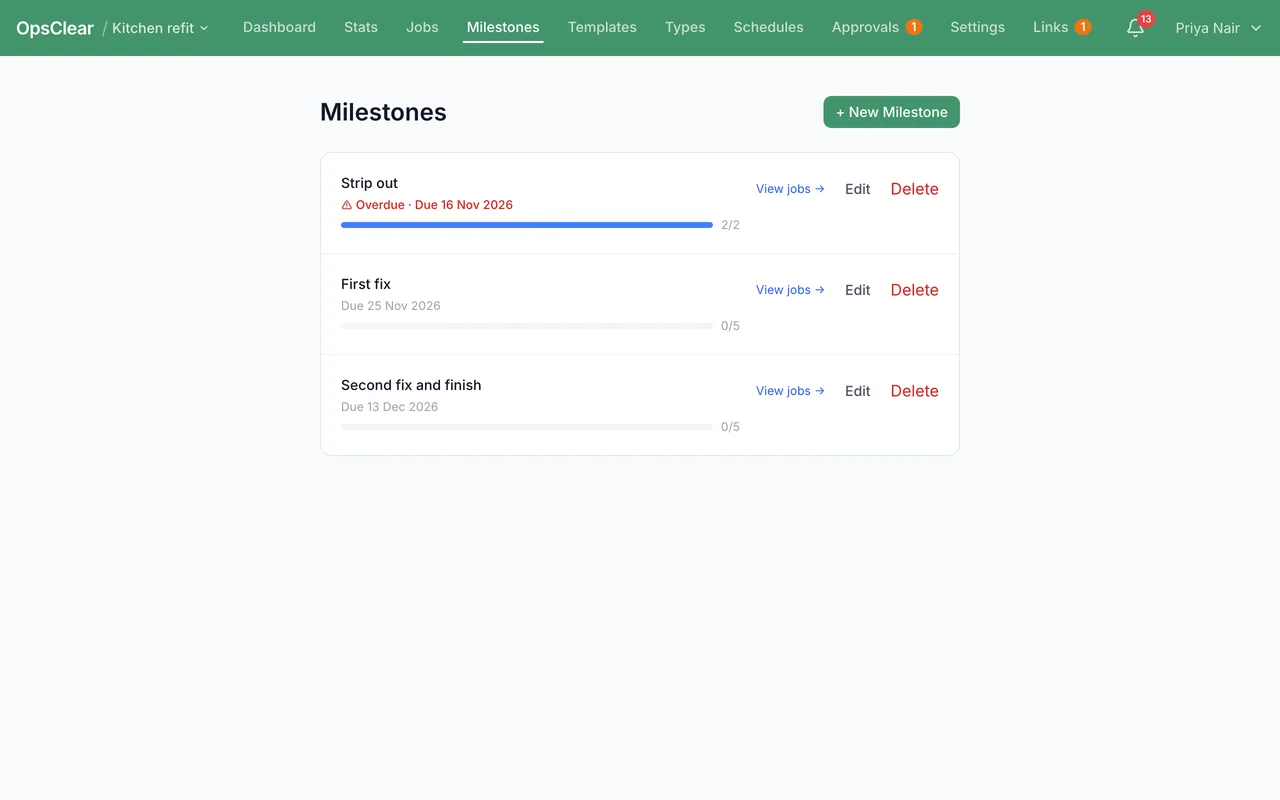 OpsClear / Kitchen refit Dashboard Stats Jobs Milestones Templates Types Schedules Approvals 1 Settings Links 1 13 Priya Nair
Milestones + New Milestone
Strip out View jobs → Edit Delete
Overdue · Due 16 Nov 2026
2/2
First fix View jobs → Edit Delete
Due 25 Nov 2026
0/5
Second fix and finish View jobs → Edit Delete
Due 13 Dec 2026
0/5